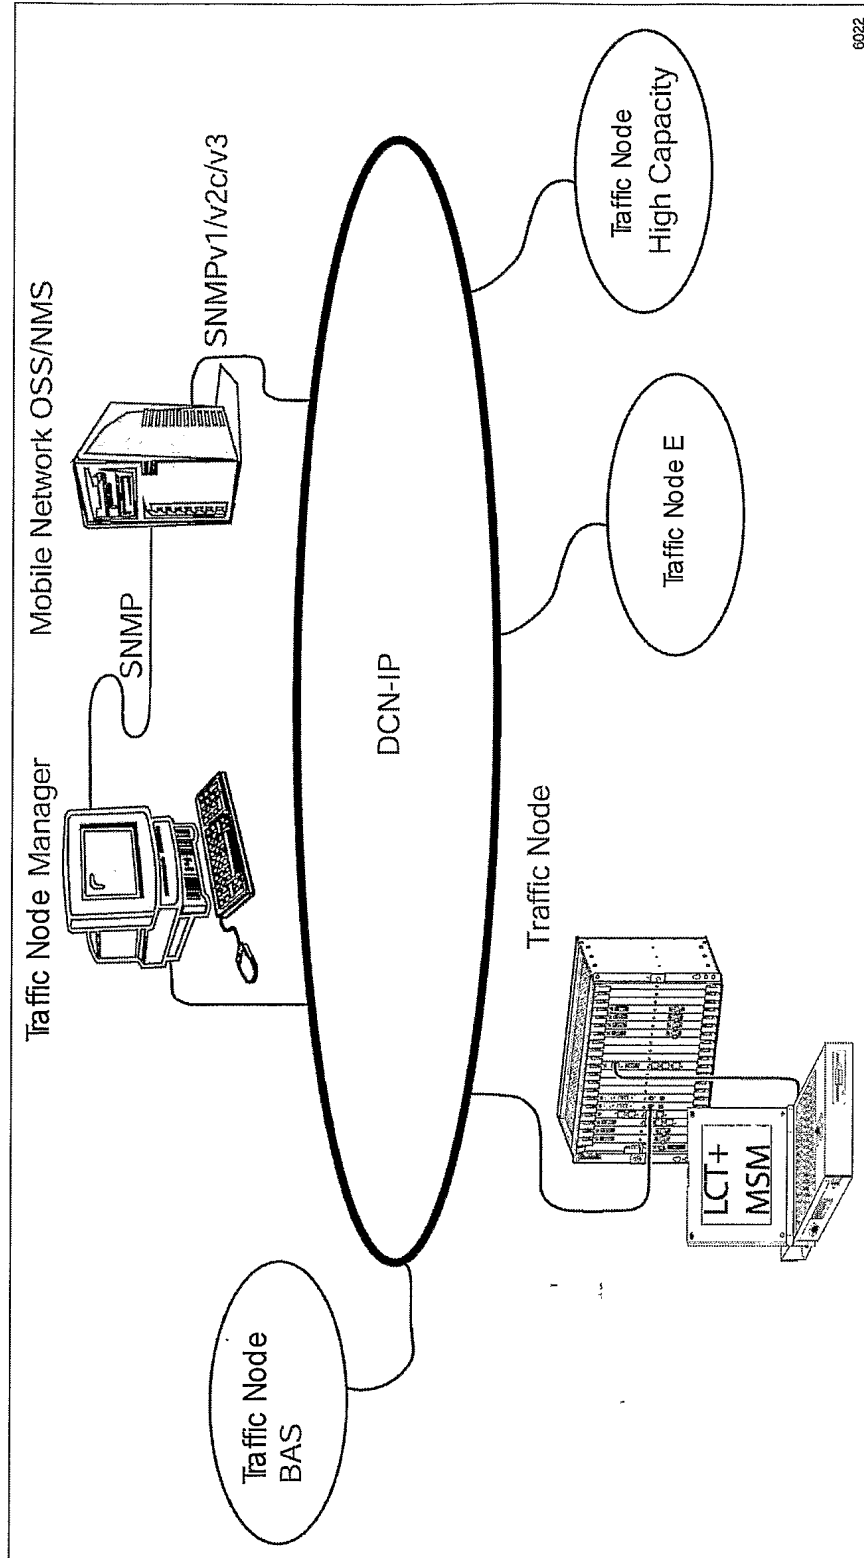 Traffic Node Manager
Mobile Network OSS/NMS
SNMP
SNMPv1/v2c/v3
DCN-IP
Traffic Node
BAS
Traffic Node
LCT+
MSM
Traffic Node E
Traffic Node
High Capacity
6022